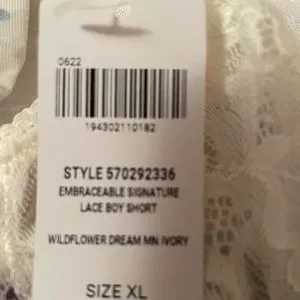 0622
194302110182
STYLE 570292336
EMBRACEABLE SIGNATURE
LACE BOY SHORT
WILDFLOWER DREAM MN IVORY
SIZE XL